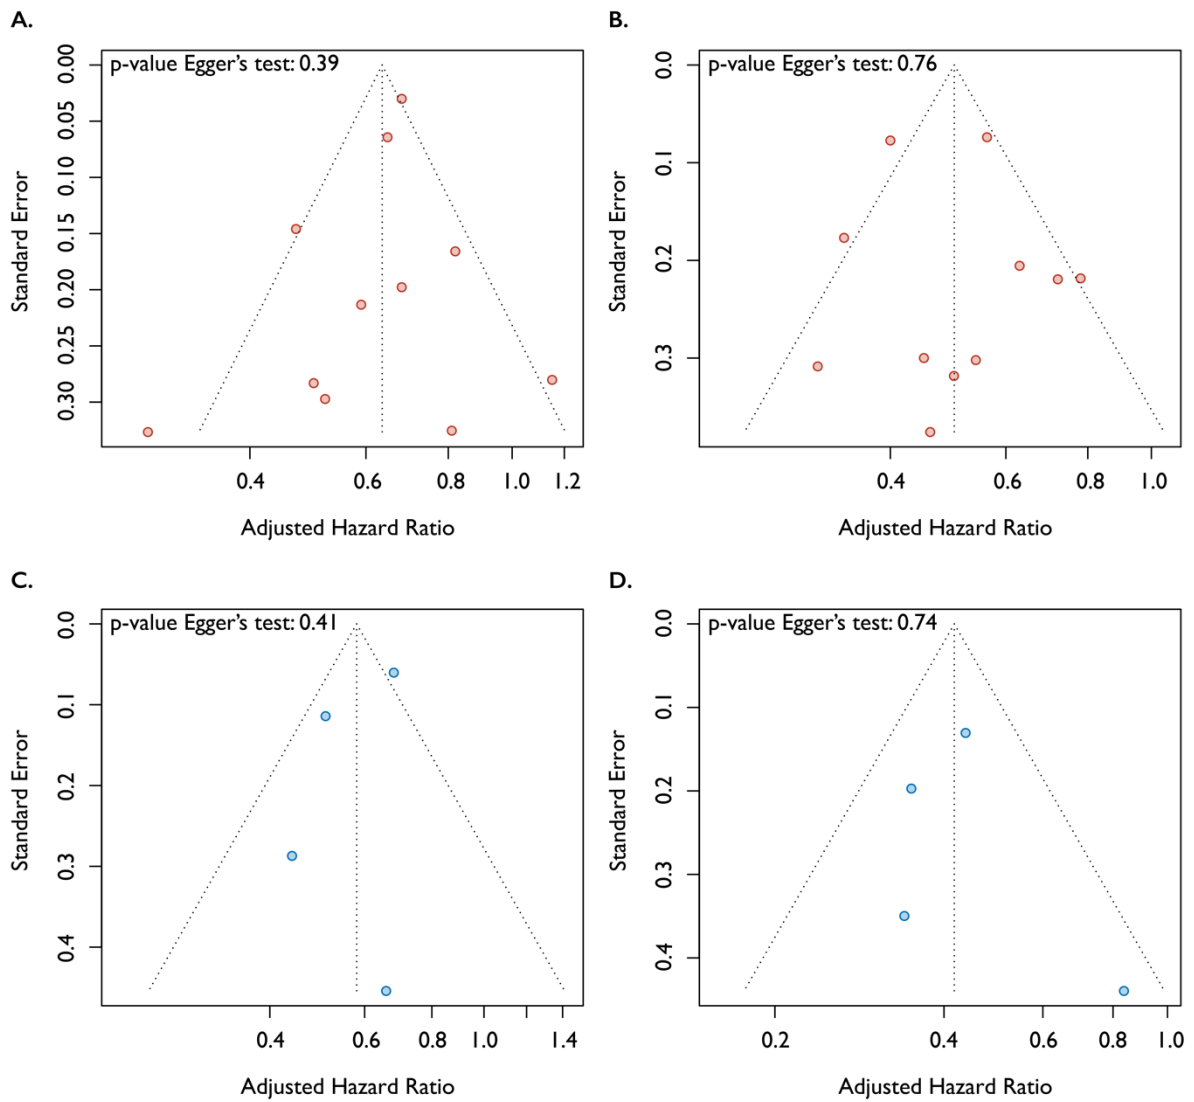 A.
p-value Egger's test: 0.39
0.00
0.05
0.10
0.15
0.20
0.25
0.30
Standard Error
0.4 0.6 0.8 1.0 1.2
Adjusted Hazard Ratio
B.
p-value Egger's test: 0.76
0.0
0.1
0.2
0.3
Standard Error
0.4 0.6 0.8 1.0
Adjusted Hazard Ratio
C.
p-value Egger's test: 0.41
0.0
0.1
0.2
0.3
0.4
Standard Error
0.4 0.6 0.8 1.0 1.4
Adjusted Hazard Ratio
D.
p-value Egger's test: 0.74
0.0
0.1
0.2
0.3
0.4
Standard Error
0.2 0.4 0.6 0.8 1.0
Adjusted Hazard Ratio